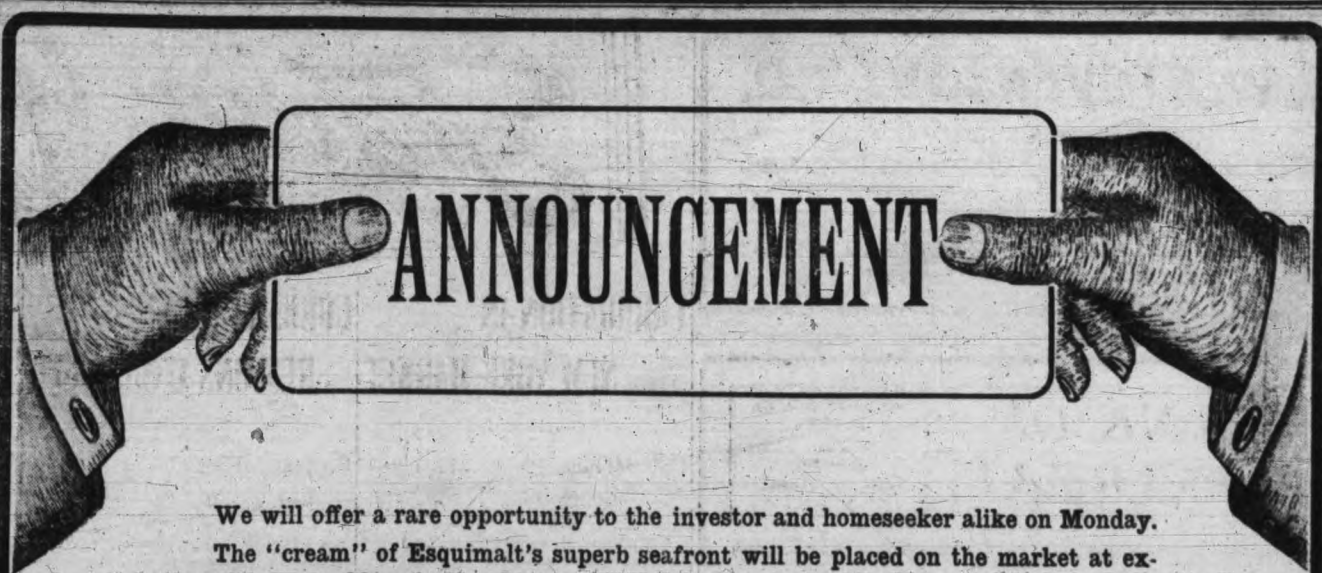 ANNOUNCEMENT
We will offer a rare opportunity to the investor and homeseeker alike on Monday.
The "cream" of Esquimalt's superb seafront will be placed on the market at ex-